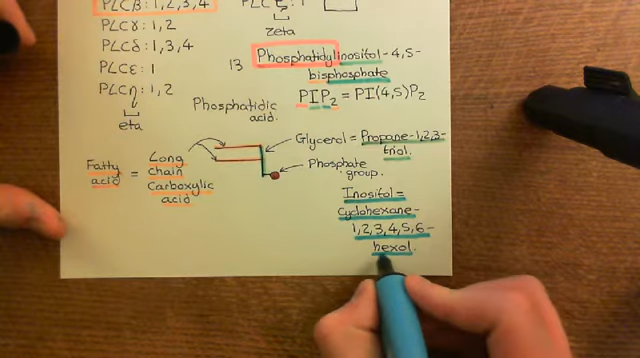 PLCβ: 1,2,3,4
PLCγ: 1,2
PLCδ: 1,3,4
PLCε: 1
PLCη: 1,2
eta
zeta
13
Phosphatidylinositol-4,5-
bisphosphate
PIP₂ = PI(4,5)P₂
Phosphatidic
acid.
Glycerol = Propane-1,2,3-
triol.
Phosphate
group.
Fatty
acid
=
Long
chain
Carboxylic
acid
Inositol =
Cyclohexane-
1,2,3,4,5,6-
hexol.